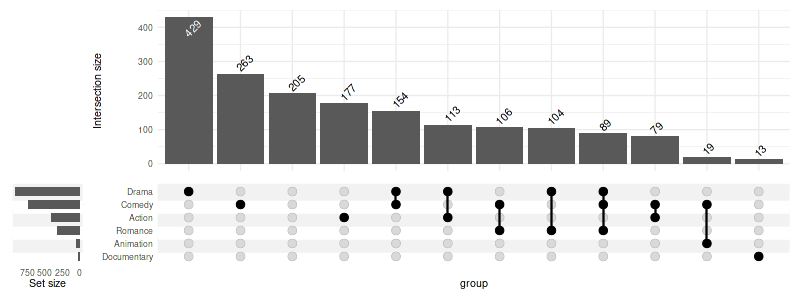 Intersection size
400
300
200
100
0
429
263
205
177
154
113
106
104
89
79
19
13
Drama
Comedy
Action
Romance
Animation
Documentary
750 500 250 0
Set size
group